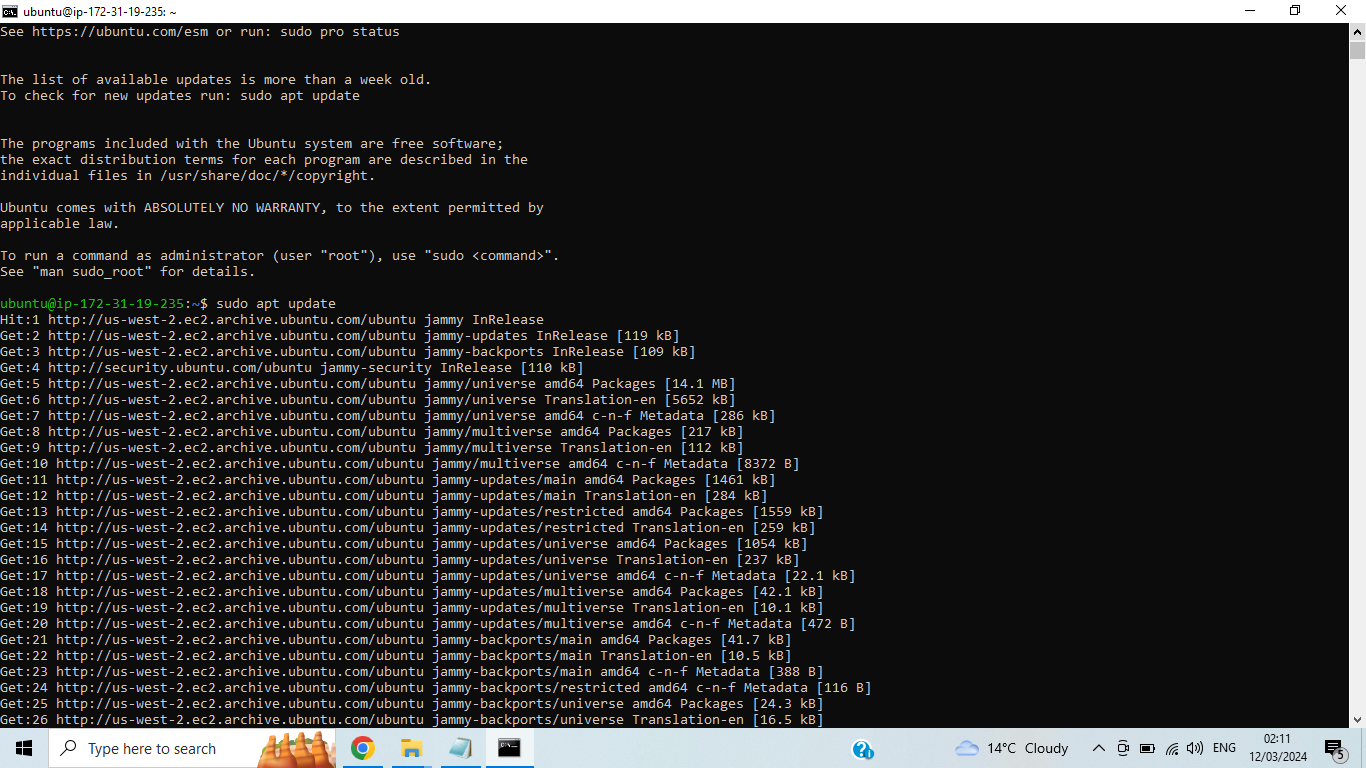 ubuntu@ip-172-31-19-235: ~
See https://ubuntu.com/esm or run: sudo pro status
The list of available updates is more than a week old.
To check for new updates run: sudo apt update
The programs included with the Ubuntu system are free software;
the exact distribution terms for each program are described in the
individual files in /usr/share/doc/*/copyright.
Ubuntu comes with ABSOLUTELY NO WARRANTY, to the extent permitted by
applicable law.
To run a command as administrator (user "root"), use "sudo <command>".
See "man sudo_root" for details.
ubuntu@ip-172-31-19-235:~$ sudo apt update
Hit:1 http://us-west-2.ec2.archive.ubuntu.com/ubuntu jammy InRelease
Get:2 http://us-west-2.ec2.archive.ubuntu.com/ubuntu jammy-updates InRelease [119 kB]
Get:3 http://us-west-2.ec2.archive.ubuntu.com/ubuntu jammy-backports InRelease [109 kB]
Get:4 http://security.ubuntu.com/ubuntu jammy-security InRelease [110 kB]
Get:5 http://us-west-2.ec2.archive.ubuntu.com/ubuntu jammy/universe amd64 Packages [14.1 MB]
Get:6 http://us-west-2.ec2.archive.ubuntu.com/ubuntu jammy/universe Translation-en [5652 kB]
Get:7 http://us-west-2.ec2.archive.ubuntu.com/ubuntu jammy/universe amd64 c-n-f Metadata [286 kB]
Get:8 http://us-west-2.ec2.archive.ubuntu.com/ubuntu jammy/multiverse amd64 Packages [217 kB]
Get:9 http://us-west-2.ec2.archive.ubuntu.com/ubuntu jammy/multiverse Translation-en [112 kB]
Get:10 http://us-west-2.ec2.archive.ubuntu.com/ubuntu jammy/multiverse amd64 c-n-f Metadata [8372 B]
Get:11 http://us-west-2.ec2.archive.ubuntu.com/ubuntu jammy-updates/main amd64 Packages [1461 kB]
Get:12 http://us-west-2.ec2.archive.ubuntu.com/ubuntu jammy-updates/main Translation-en [284 kB]
Get:13 http://us-west-2.ec2.archive.ubuntu.com/ubuntu jammy-updates/restricted amd64 Packages [1559 kB]
Get:14 http://us-west-2.ec2.archive.ubuntu.com/ubuntu jammy-updates/restricted Translation-en [259 kB]
Get:15 http://us-west-2.ec2.archive.ubuntu.com/ubuntu jammy-updates/universe amd64 Packages [1054 kB]
Get:16 http://us-west-2.ec2.archive.ubuntu.com/ubuntu jammy-updates/universe Translation-en [237 kB]
Get:17 http://us-west-2.ec2.archive.ubuntu.com/ubuntu jammy-updates/universe amd64 c-n-f Metadata [22.1 kB]
Get:18 http://us-west-2.ec2.archive.ubuntu.com/ubuntu jammy-updates/multiverse amd64 Packages [42.1 kB]
Get:19 http://us-west-2.ec2.archive.ubuntu.com/ubuntu jammy-updates/multiverse Translation-en [10.1 kB]
Get:20 http://us-west-2.ec2.archive.ubuntu.com/ubuntu jammy-updates/multiverse amd64 c-n-f Metadata [472 B]
Get:21 http://us-west-2.ec2.archive.ubuntu.com/ubuntu jammy-backports/main amd64 Packages [41.7 kB]
Get:22 http://us-west-2.ec2.archive.ubuntu.com/ubuntu jammy-backports/main Translation-en [10.5 kB]
Get:23 http://us-west-2.ec2.archive.ubuntu.com/ubuntu jammy-backports/main amd64 c-n-f Metadata [388 B]
Get:24 http://us-west-2.ec2.archive.ubuntu.com/ubuntu jammy-backports/restricted amd64 c-n-f Metadata [116 B]
Get:25 http://us-west-2.ec2.archive.ubuntu.com/ubuntu jammy-backports/universe amd64 Packages [24.3 kB]
Get:26 http://us-west-2.ec2.archive.ubuntu.com/ubuntu jammy-backports/universe Translation-en [16.5 kB]
Type here to search
14°C Cloudy
ENG
02:11
12/03/2024
5